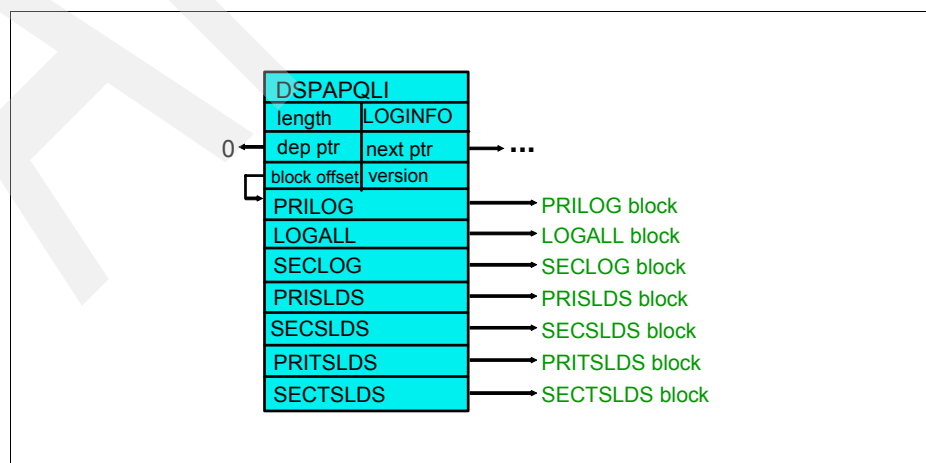 DSPAPQLI
length LOGINFO
0 dep ptr next ptr ...
block offset version
PRILOG PRILOG block
LOGALL LOGALL block
SECLOG SECLOG block
PRISLDS PRISLDS block
SECSLDS SECSLDS block
PRITSLDS PRITSLDS block
SECTSLDS SECTSLDS block